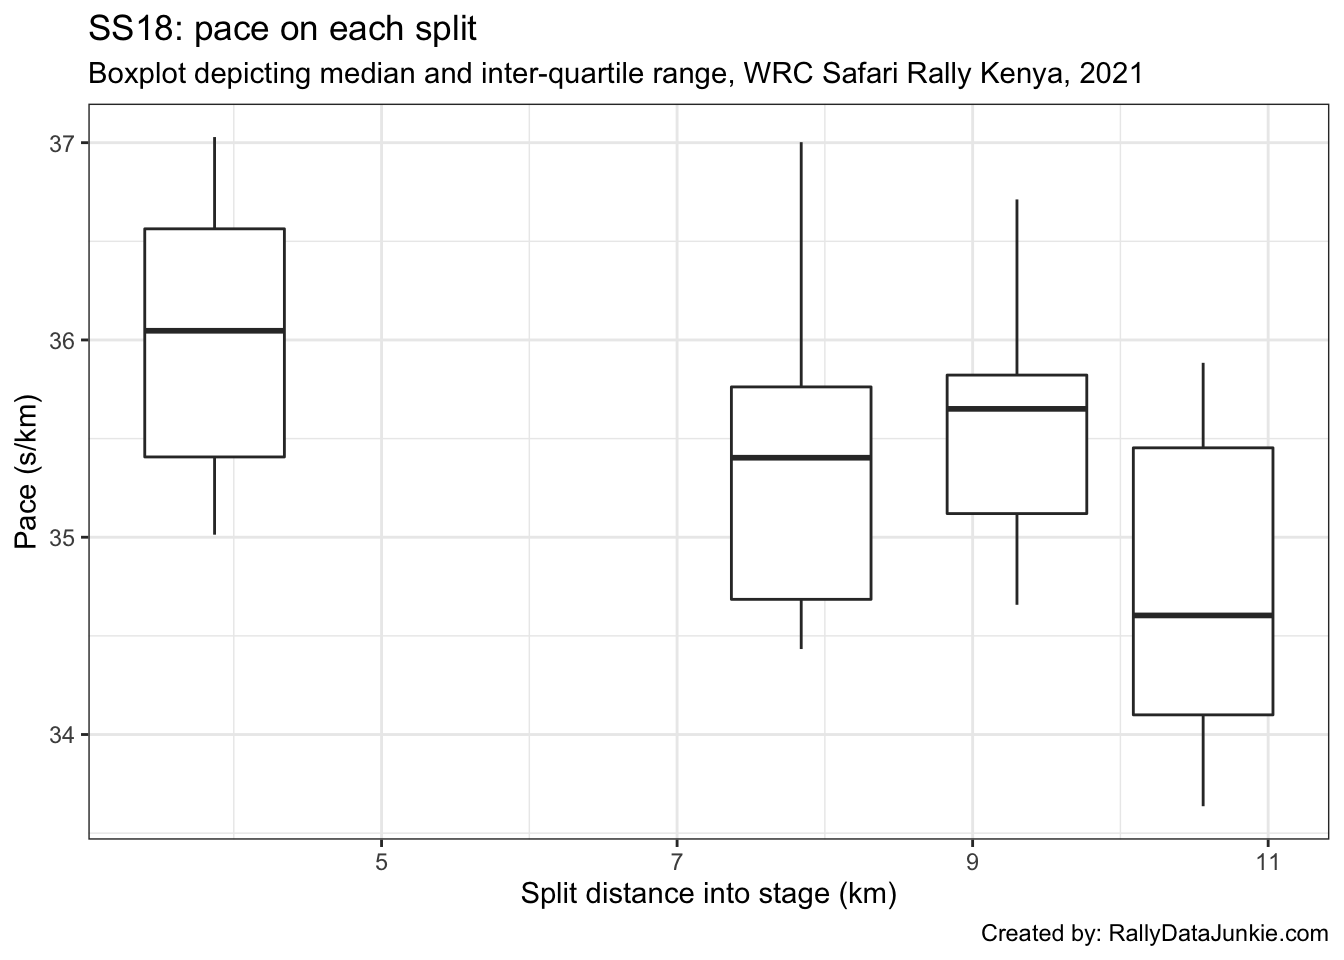 SS18: pace on each split
Boxplot depicting median and inter-quartile range, WRC Safari Rally Kenya, 2021
Pace (s/km)
37
36
35
34
5 7 9 11
Split distance into stage (km)
Created by: RallyDataJunkie.com